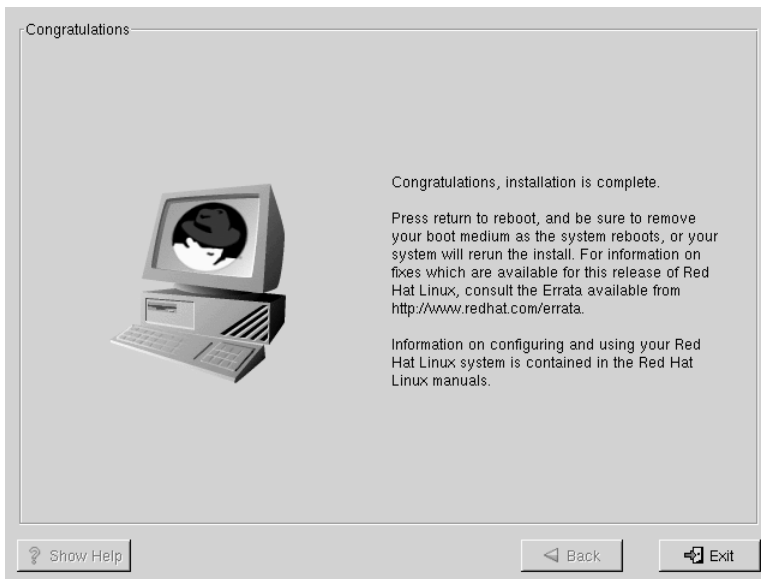 Congratulations
Congratulations, installation is complete.
Press return to reboot, and be sure to remove
your boot medium as the system reboots, or your
system will rerun the install. For information on
fixes which are available for this release of Red
Hat Linux, consult the Errata available from
http://www.redhat.com/errata.
Information on configuring and using your Red
Hat Linux system is contained in the Red Hat
Linux manuals.
? Show Help
Back
Exit